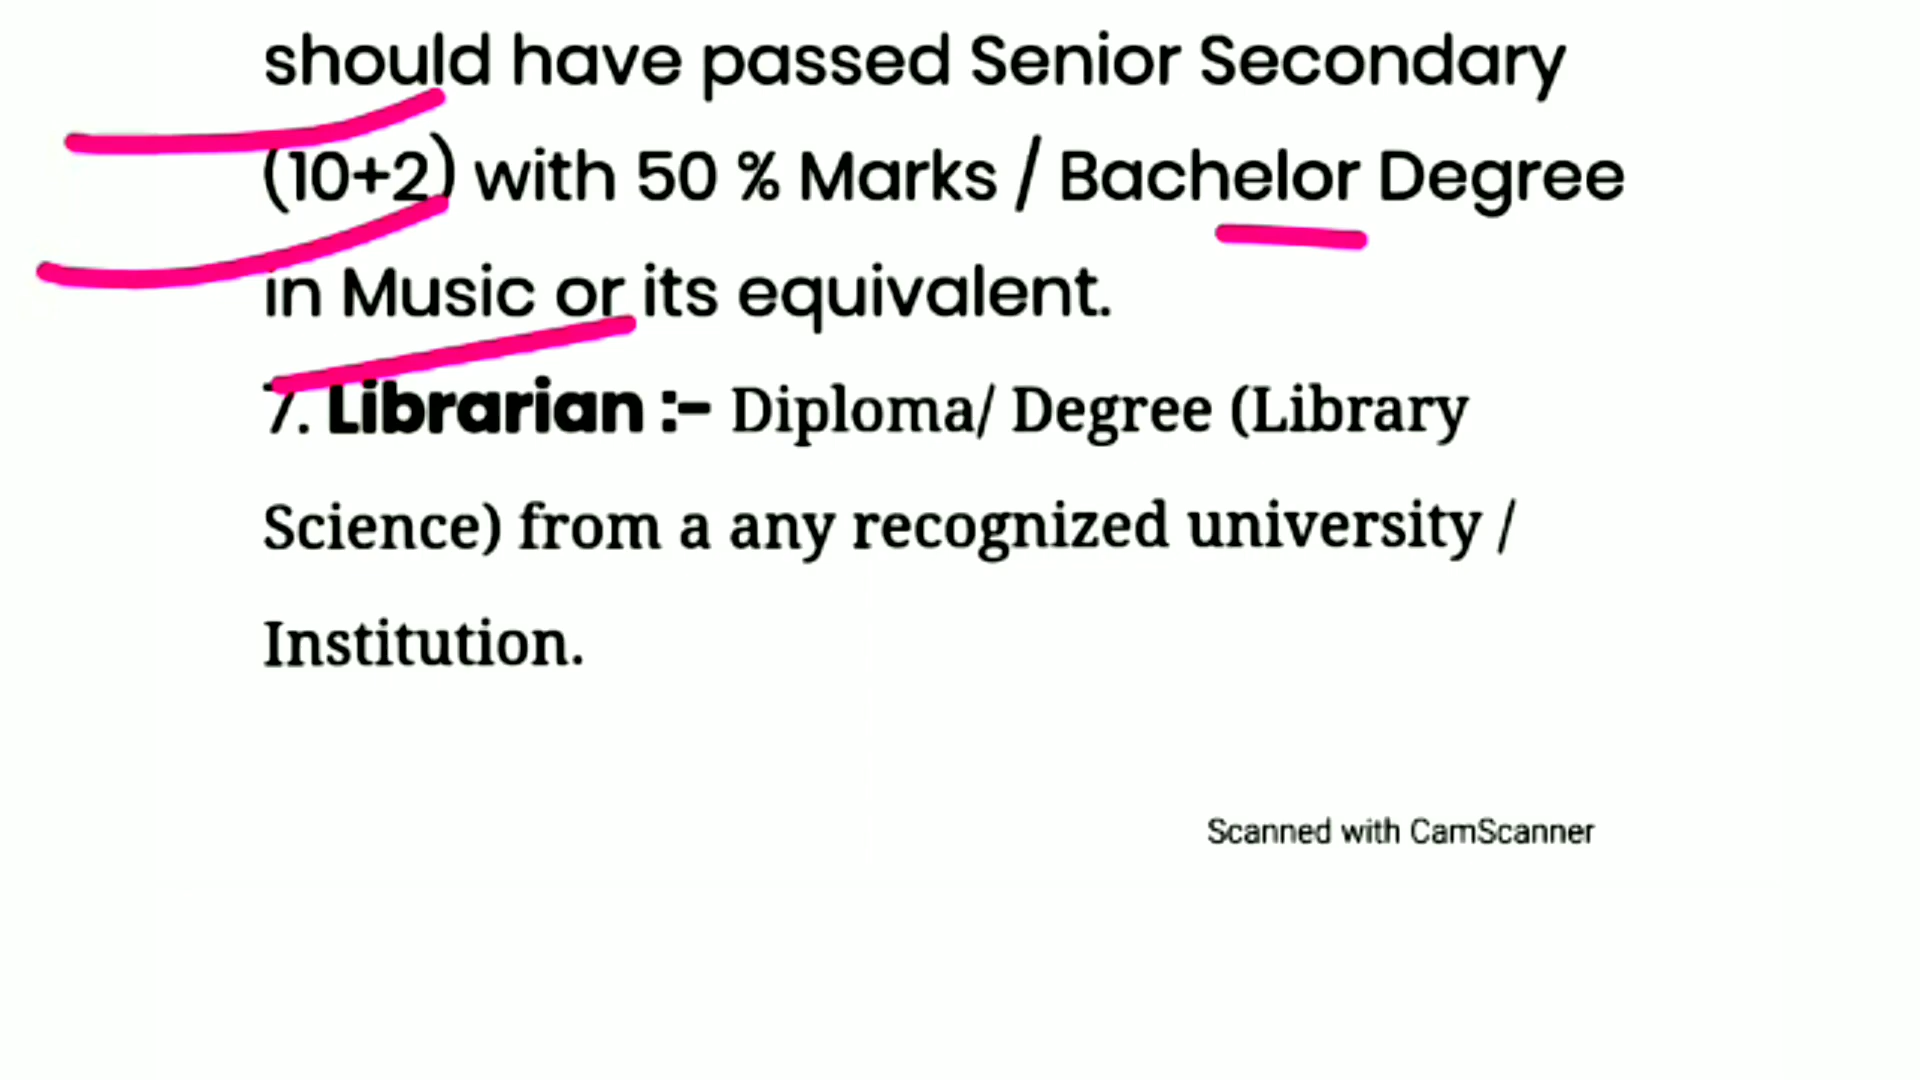 should have passed Senior Secondary
(10+2) with 50 % Marks / Bachelor Degree
in Music or its equivalent.
7. Librarian :- Diploma/ Degree (Library
Science) from a any recognized university /
Institution.
Scanned with CamScanner